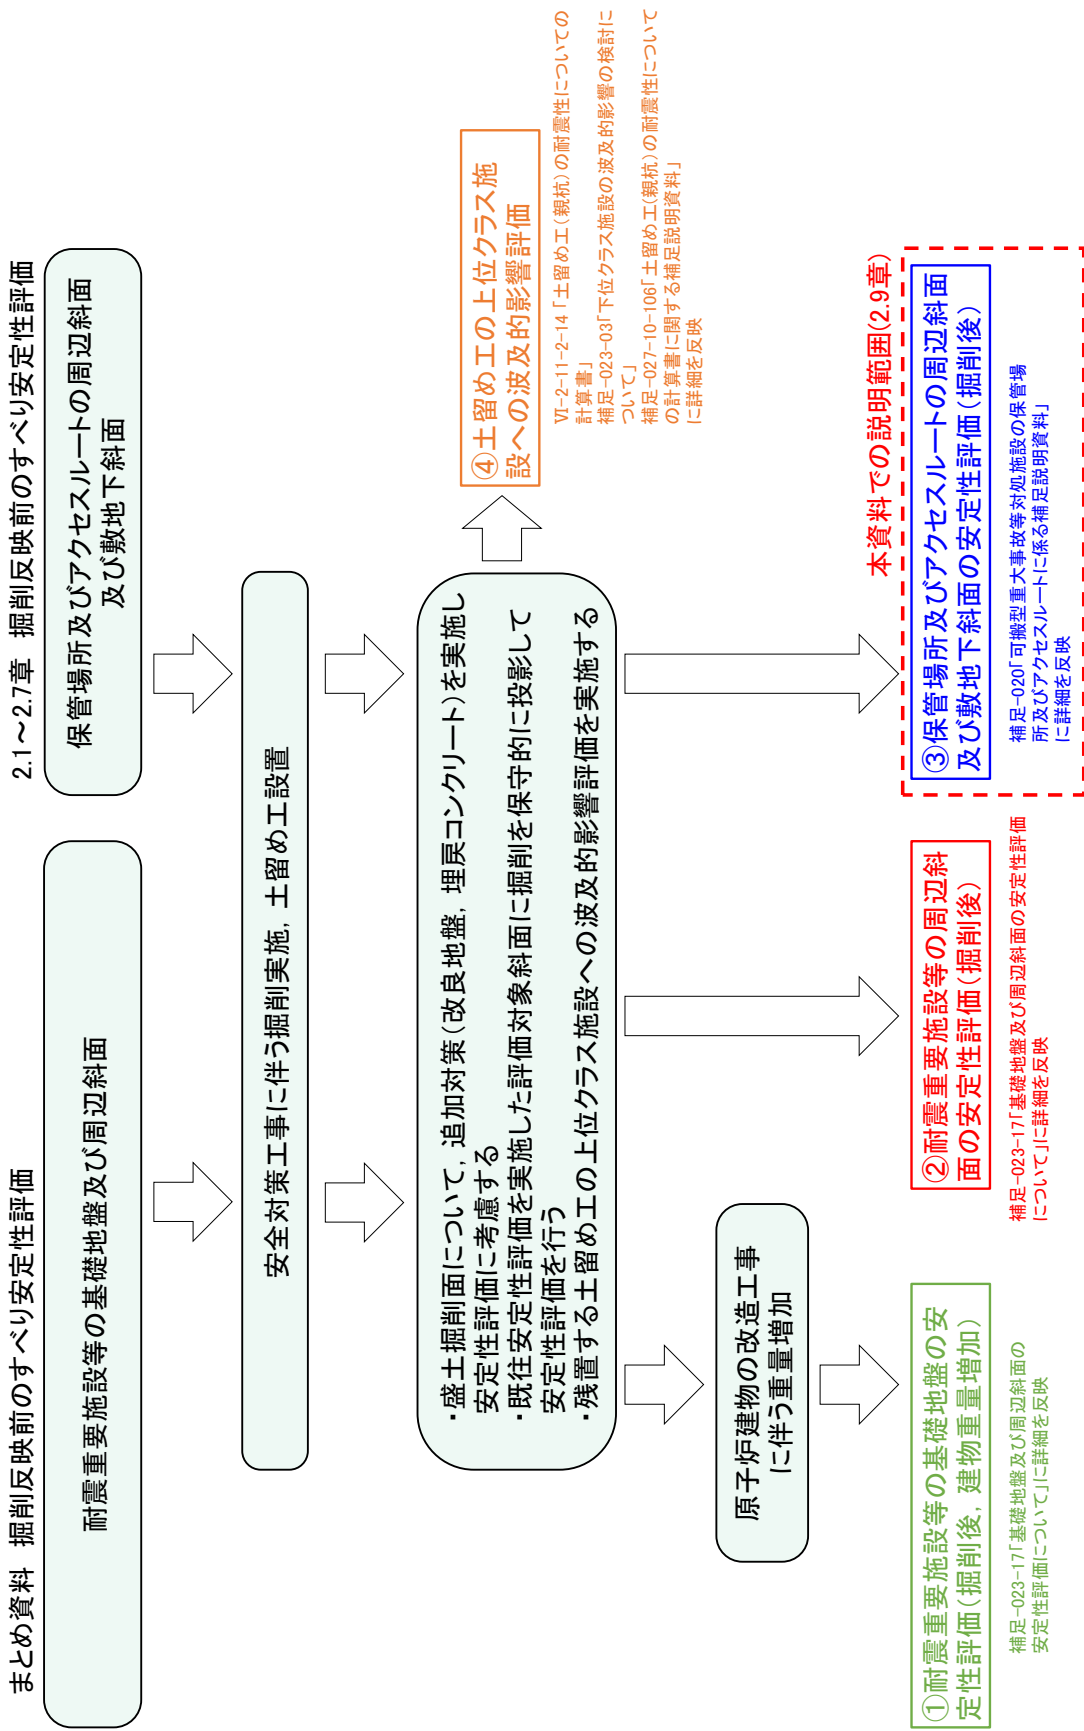 まとめ資料　掘削反映前のすべり安定性評価
耐震重要施設等の基礎地盤及び周辺斜面
2.1～2.7章　掘削反映前のすべり安定性評価
保管場所及びアクセスルートの周辺斜面
及び敷地下斜面
安全対策工事に伴う掘削実施，土留め工設置
・盛土掘削面について，追加対策（改良地盤，埋戻コンクリート）を実施し
安定性評価に考慮する
・既往安定性評価を実施した評価対象斜面に掘削を保守的に投影して
安定性評価を行う
・残置する土留め工の上位クラス施設への波及的影響評価を実施する
④土留め工の上位クラス施
設への波及的影響評価
Ⅵ-2-11-2-14「土留め工（親杭）の耐震性についての
計算書」
補足-023-03「下位クラス施設の波及的影響の検討に
ついて」
補足-027-10-106「土留め工（親杭）の耐震性について
の計算書に関する補足説明資料」
に詳細を反映
原子炉建物の改造工事
に伴う重量増加
①耐震重要施設等の基礎地盤の安
定性評価（掘削後，建物重量増加）
補足-023-17「基礎地盤及び周辺斜面の
安定性評価について」に詳細を反映
②耐震重要施設等の周辺斜
面の安定性評価（掘削後）
補足-023-17「基礎地盤及び周辺斜面の安定性評価
について」に詳細を反映
本資料での説明範囲(2.9章)
③保管場所及びアクセスルートの周辺斜面
及び敷地下斜面の安定性評価（掘削後）
補足-020「可搬型重大事故等対処施設の保管場
所及びアクセスルートに係る補足説明資料」
に詳細を反映